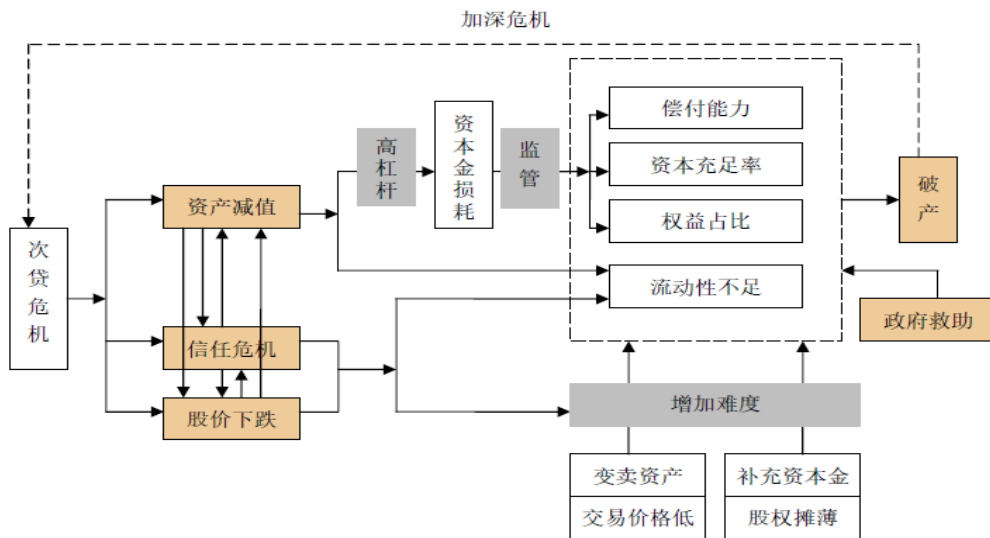 加深危机
次贷危机
资产减值
信任危机
股价下跌
高杠杆
资本金损耗
监管
偿付能力
资本充足率
权益占比
流动性不足
破产
政府救助
增加难度
变卖资产
交易价格低
补充资本金
股权摊薄